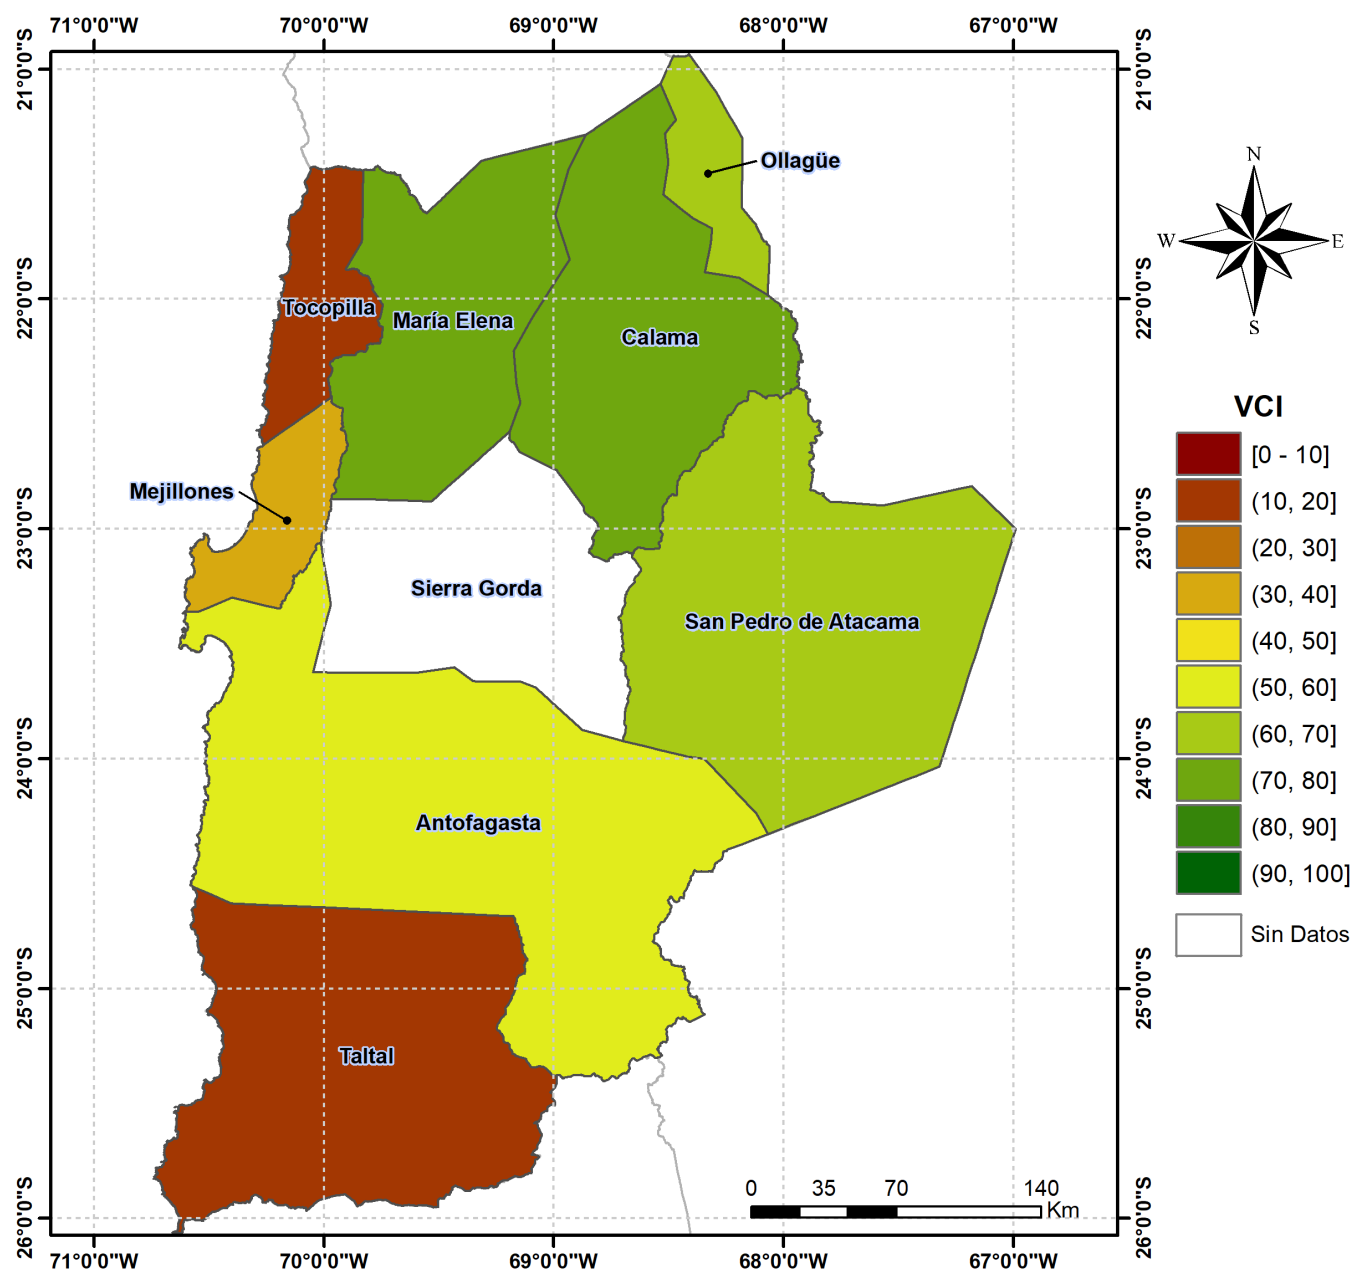 71°0'0"W 70°0'0"W 69°0'0"W 68°0'0"W 67°0'0"W
21°0'0"S 21°0'0"S
22°0'0"S 22°0'0"S
23°0'0"S 23°0'0"S
24°0'0"S 24°0'0"S
25°0'0"S 25°0'0"S
26°0'0"S 26°0'0"S
Ollagüe
Tocopilla
María Elena
Calama
Mejillones
Sierra Gorda
San Pedro de Atacama
Antofagasta
Taltal
N
W E
S
VCI
[0 - 10]
(10, 20]
(20, 30]
(30, 40]
(40, 50]
(50, 60]
(60, 70]
(70, 80]
(80, 90]
(90, 100]
Sin Datos
0 35 70 140
Km
71°0'0"W 70°0'0"W 69°0'0"W 68°0'0"W 67°0'0"W